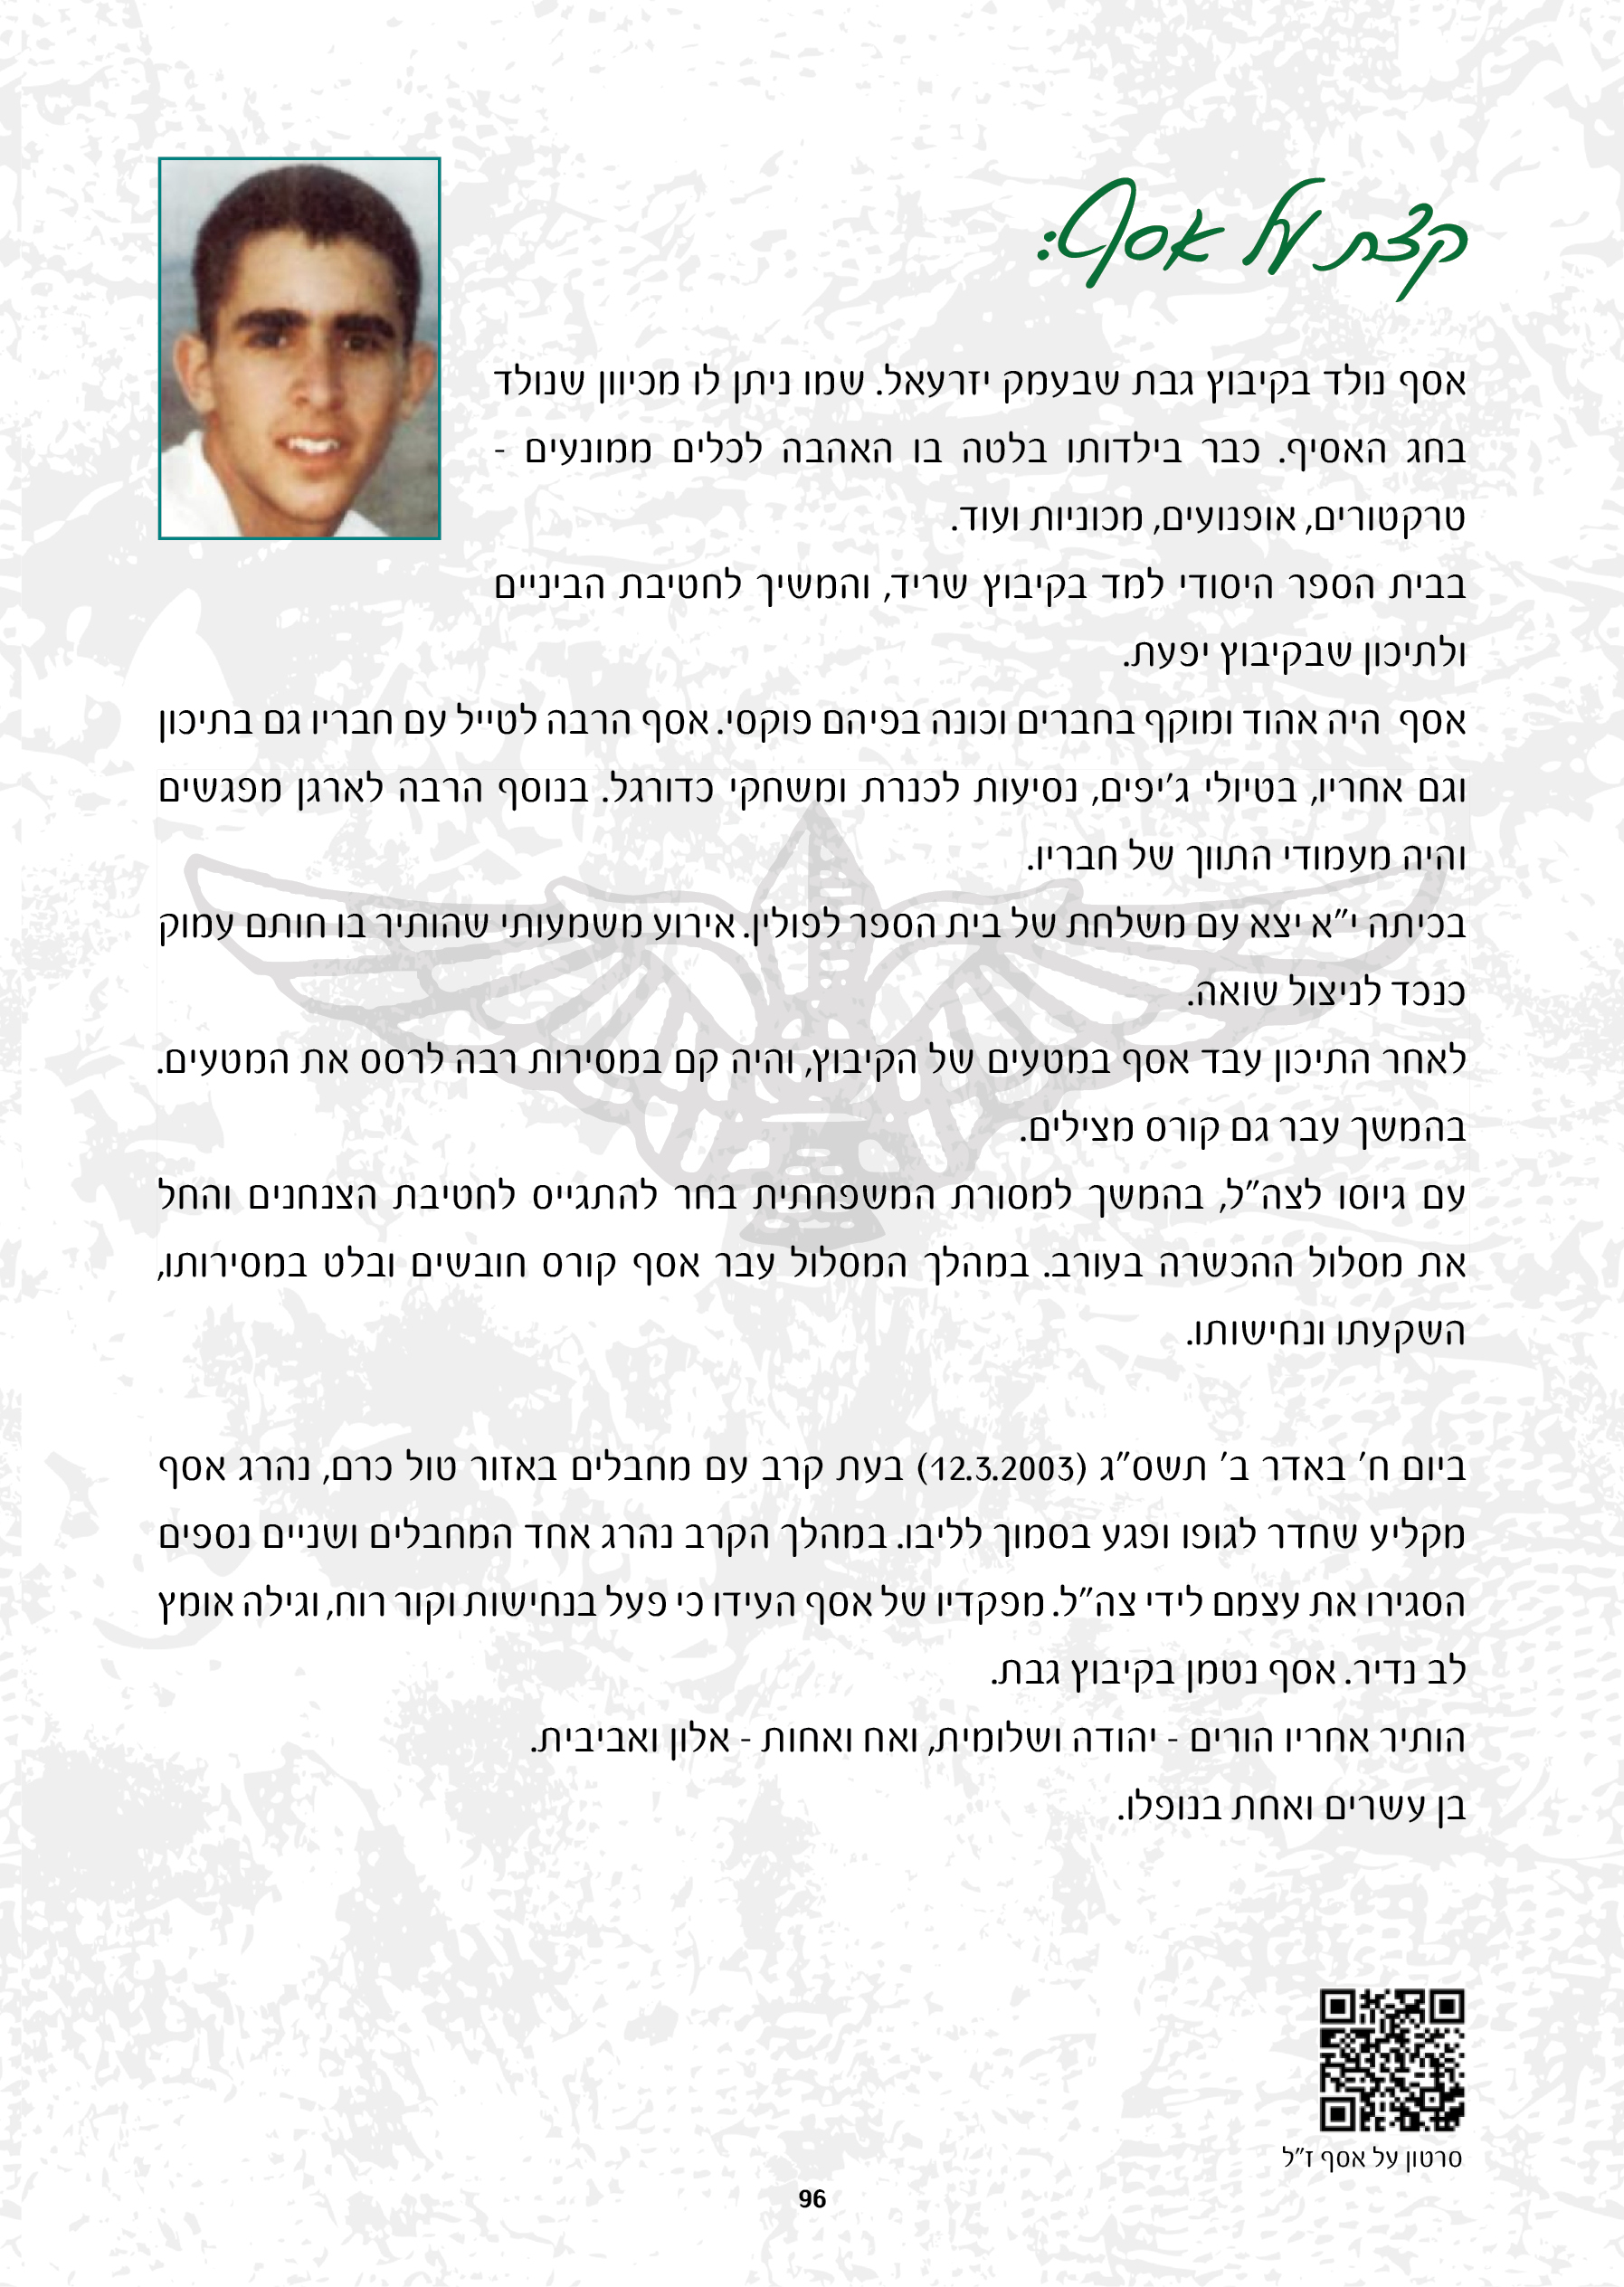 קצת על אסף:
אסף נולד בקיבוץ גבת שבעמק יזרעאל. שמו ניתן לו מכיוון שנולד
בחג האסיף. כבר בילדותו בלטה בו האהבה לכלים ממונעים -
טרקטורים, אופנועים, מכוניות ועוד.
בבית הספר היסודי למד בקיבוץ שריד, והמשיך לחטיבת הביניים
ולתיכון שבקיבוץ יפעת.
אסף היה אהוד ומוקף בחברים וכונה בפיהם פוקסי. אסף הרבה לטייל עם חבריו גם בתיכון
וגם אחריו, בטיולי ג'יפים, נסיעות לכנרת ומשחקי כדורגל. בנוסף הרבה לארגן מפגשים
והיה מעמודי התווך של חבריו.
בכיתה י"א יצא עם משלחת של בית הספר לפולין. אירוע משמעותי שהותיר בו חותם עמוק
כנכד לניצול שואה.
לאחר התיכון עבד אסף במטעים של הקיבוץ, והיה קם במסירות רבה לרסס את המטעים.
בהמשך עבר גם קורס מצילים.
עם גיוסו לצה"ל, בהמשך למסורת המשפחתית בחר להתגייס לחטיבת הצנחנים והחל
את מסלול ההכשרה בעורב. במהלך המסלול עבר אסף קורס חובשים ובלט במסירותו,
השקעתו ונחישותו.
ביום ח' באדר ב' תשס"ג (12.3.2003) בעת קרב עם מחבלים באזור טול כרם, נהרג אסף
מקליע שחדר לגופו ופגע בסמוך לליבו. במהלך הקרב נהרג אחד המחבלים ושניים נספים
הסגירו את עצמם לידי צה"ל. מפקדיו של אסף העידו כי פעל בנחישות וקור רוח, וגילה אומץ
לב נדיר. אסף נטמן בקיבוץ גבת.
הותיר אחריו הורים - יהודה ושלומית, ואח ואחות - אלון ואביבית.
בן עשרים ואחת בנופלו.
סרטון על אסף ז"ל
96